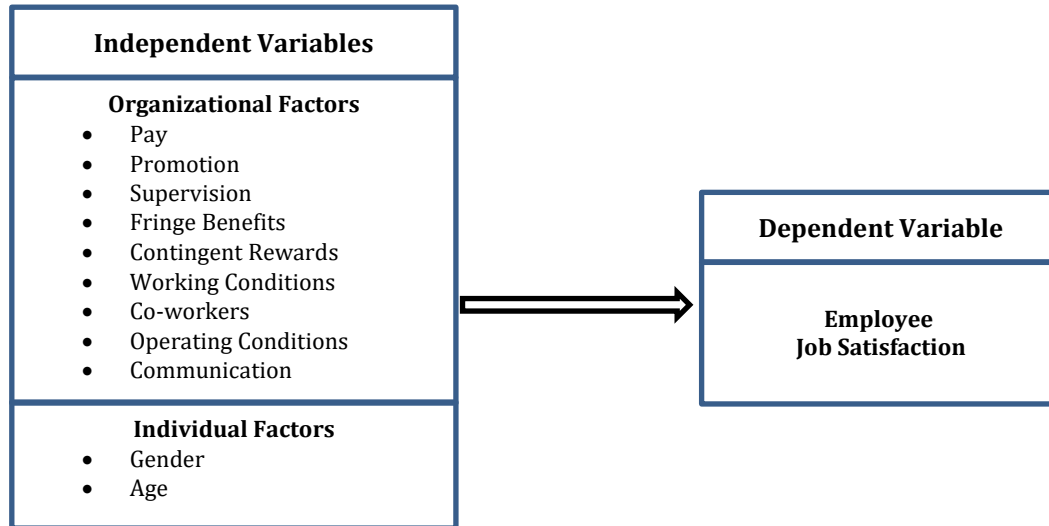 Independent Variables
Organizational Factors
• Pay
• Promotion
• Supervision
• Fringe Benefits
• Contingent Rewards
• Working Conditions
• Co-workers
• Operating Conditions
• Communication
Individual Factors
• Gender
• Age
Dependent Variable
Employee
Job Satisfaction